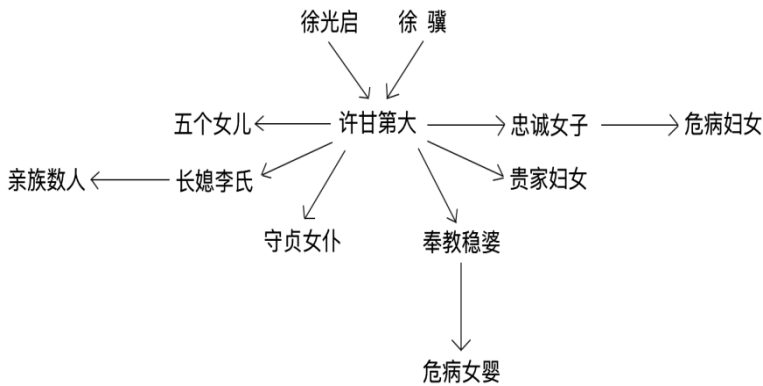 徐光启 徐 骥
五个女儿 许甘第大 忠诚女子 危病妇女
亲族数人 长媳李氏 贵家妇女
守贞女仆 奉教稳婆
危病女婴